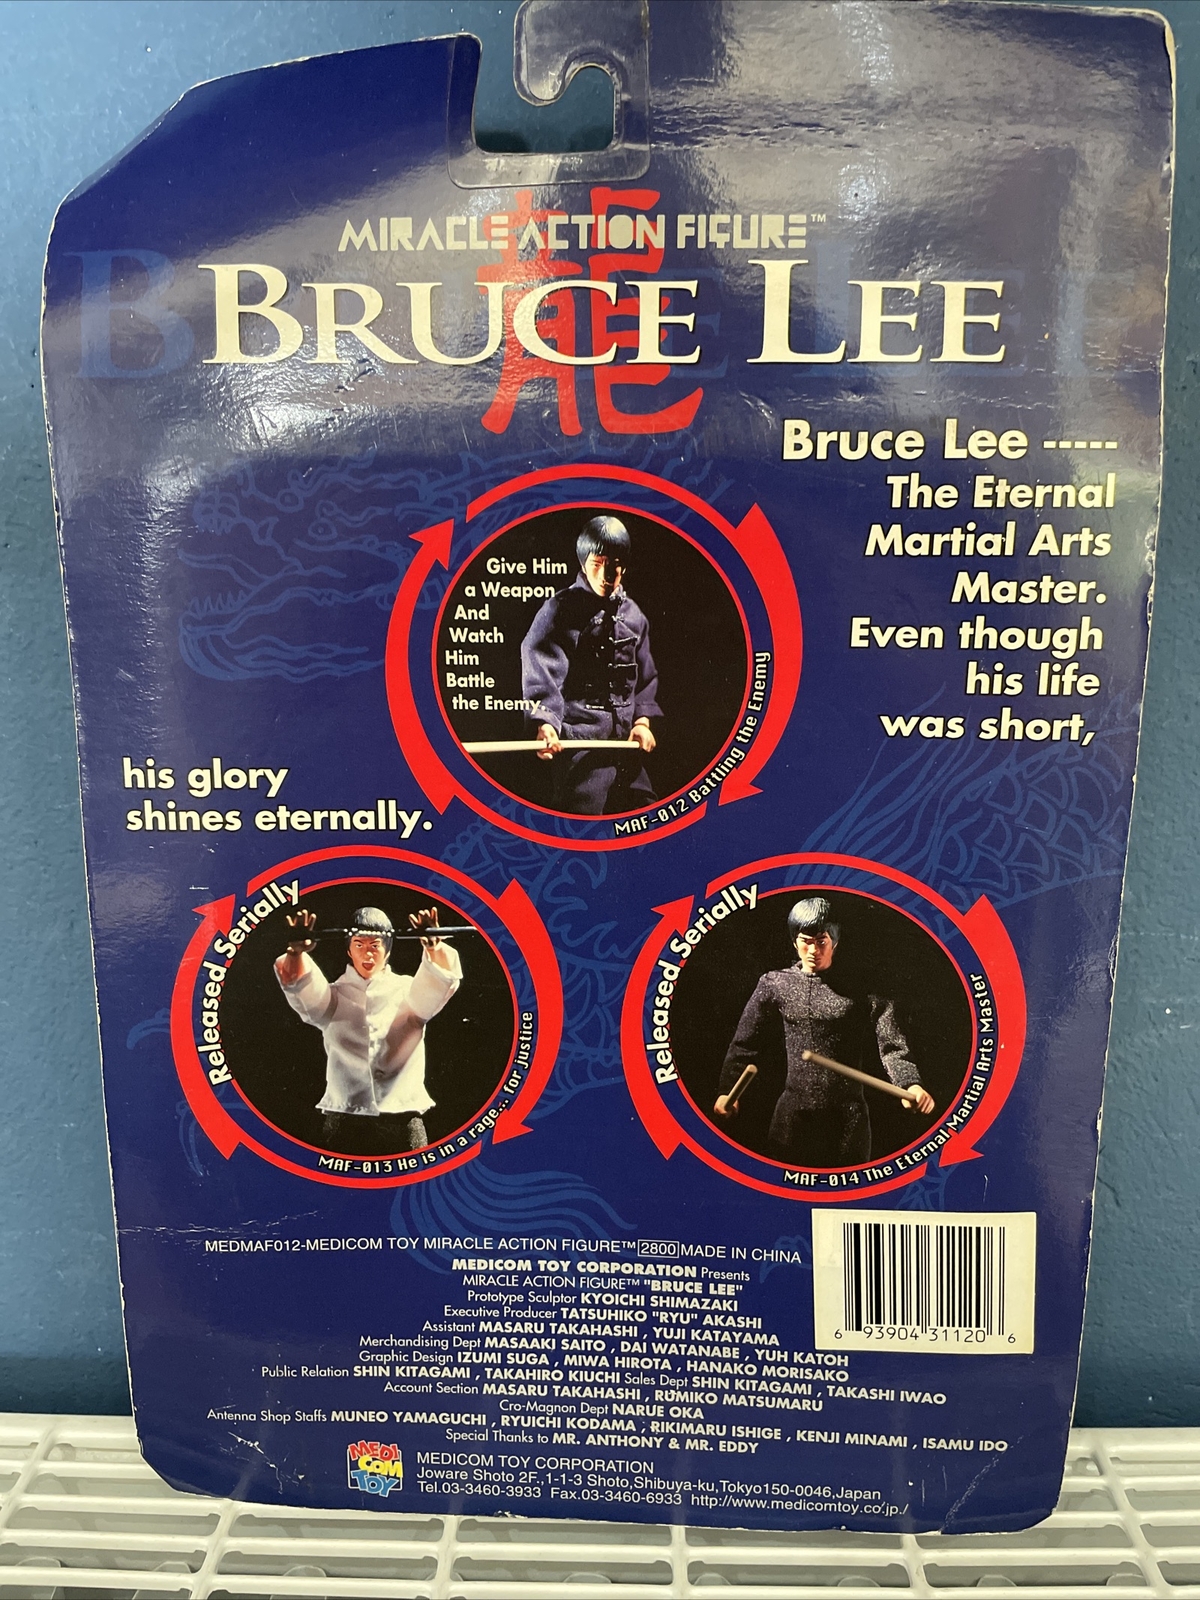 MIRACLE ACTION FIGURE™
龍
BRUCE LEE
Bruce Lee -----
The Eternal
Martial Arts
Master.
Even though
his life
was short,
his glory
shines eternally.
Give Him
a Weapon
And
Watch
Him
Battle
the Enemy.
MAF-012 Battling the Enemy
Released Serially
MAF-013 He is in a rage... for justice
Released Serially
MAF-014 The Eternal Martial Arts Master
MEDMAF012-MEDICOM TOY MIRACLE ACTION FIGURE™ 2800 MADE IN CHINA
MEDICOM TOY CORPORATION Presents
MIRACLE ACTION FIGURE™ "BRUCE LEE"
Prototype Sculptor KYOICHI SHIMAZAKI
Executive Producer TATSUHIKO "RYU" AKASHI
Assistant MASARU TAKAHASHI , YUJI KATAYAMA
Merchandising Dept MASAAKI SAITO , DAI WATANABE , YUH KATOH
Graphic Design IZUMI SUGA , MIWA HIROTA , HANAKO MORISAKO
Public Relation SHIN KITAGAMI , TAKAHIRO KIUCHI Sales Dept SHIN KITAGAMI , TAKASHI IWAO
Account Section MASARU TAKAHASHI , RUMIKO MATSUMARU
Cro-Magnon Dept NARUE OKA
Antenna Shop Staffs MUNEO YAMAGUCHI , RYUICHI KODAMA , RIKIMARU ISHIGE , KENJI MINAMI , ISAMU IDO
Special Thanks to MR. ANTHONY & MR. EDDY
6 93904 31120 6
MEDICOM TOY
MEDICOM TOY CORPORATION
Joware Shoto 2F.,1-1-3 Shoto,Shibuya-ku,Tokyo150-0046,Japan
Tel.03-3460-3933 Fax.03-3460-6933 http://www.medicomtoy.co.jp./